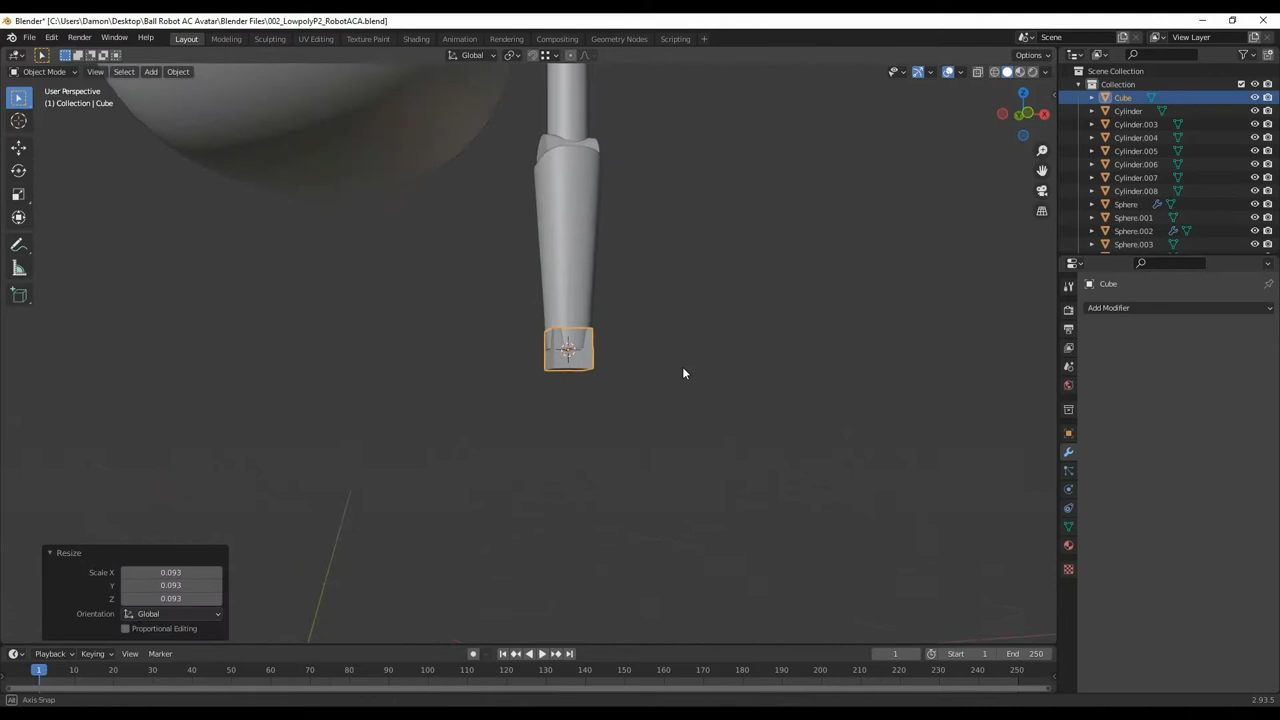 Blender* [C:\Users\Damon\Desktop\Ball Robot AC Avatar\Blender Files\002_LowpolyP2_RobotACA.blend]
File Edit Render Window Help Layout Modeling Sculpting UV Editing Texture Paint Shading Animation Rendering Compositing Geometry Nodes Scripting + Scene View Layer
Global Options
Object Mode View Select Add Object
Scene Collection
Collection
Cube
Cylinder
Cylinder.003
Cylinder.004
Cylinder.005
Cylinder.006
Cylinder.007
Cylinder.008
Sphere
Sphere.001
Sphere.002
Sphere.003
User Perspective
(1) Collection | Cube
Z
Y
X
Cube
Add Modifier
Resize
Scale X 0.093
Y 0.093
Z 0.093
Orientation Global
Proportional Editing
Playback Keying View Marker 1 Start 1 End 250
1 10 20 30 40 50 60 70 80 90 100 110 120 130 140 150 160 170 180 190 200 210 220 230 240 250
Alt Axis Snap 2.93.5